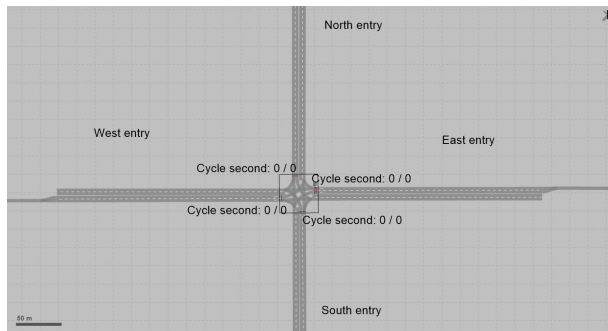 North entry
West entry
East entry
Cycle second: 0 / 0
Cycle second: 0 / 0
Cycle second: 0 / 0
Cycle second: 0 / 0
South entry
50 m